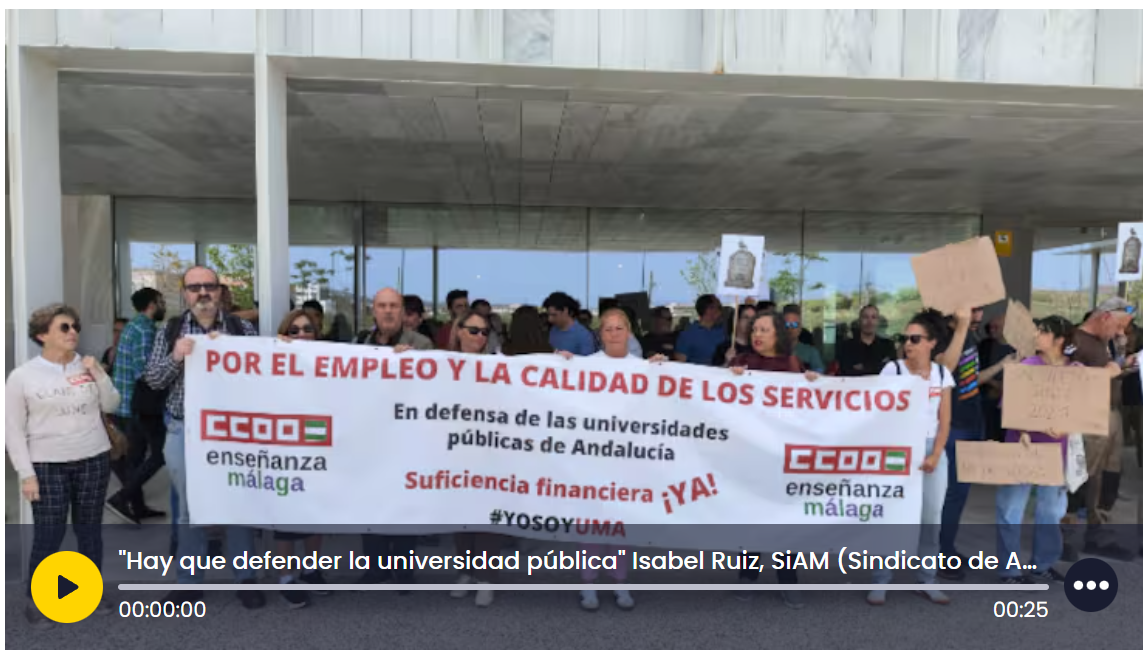 POR EL EMPLEO Y LA CALIDAD DE LOS SERVICIOS
En defensa de las universidades
públicas de Andalucía
Suficiencia financiera ¡YA!
#YOSOYUMA
CCOO
enseñanza
málaga
CCOO
enseñanza
málaga
"Hay que defender la universidad pública" Isabel Ruiz, SiAM (Sindicato de A...
00:00:00
00:25